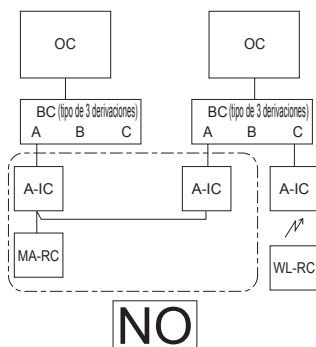 OC OC
BC (tipo de 3 derivaciones) BC (tipo de 3 derivaciones)
A B C A B C
A-IC A-IC A-IC
MA-RC WL-RC
NO